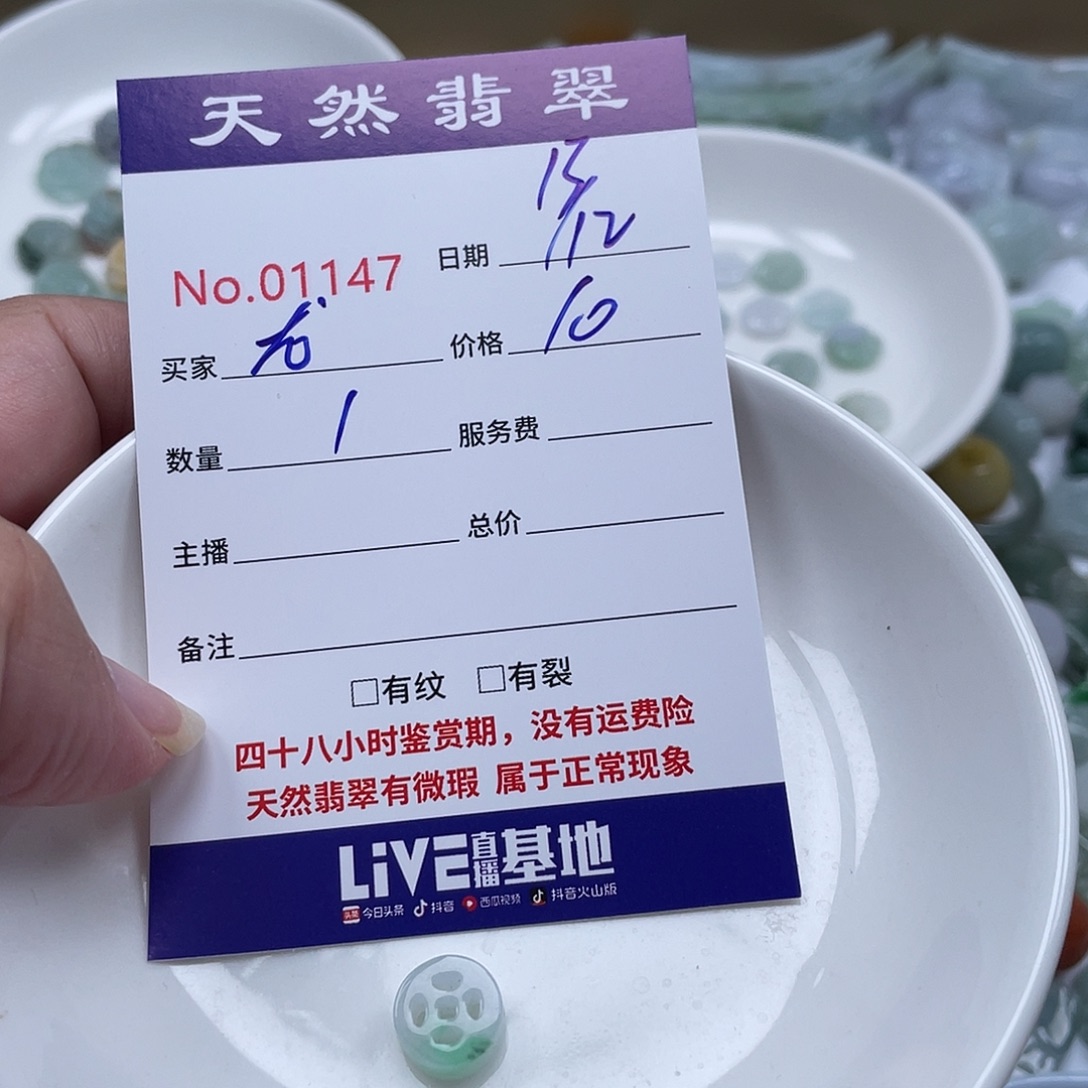 天然翡翠
15/12
No.01147 日期
买家 价格 10
数量 1 服务费
主播 总价
备注
□有纹 □有裂
四十八小时鉴赏期，没有运费险
天然翡翠有微瑕 属于正常现象
LiVE直播基地
头条 今日头条 抖音 西瓜视频 抖音火山版